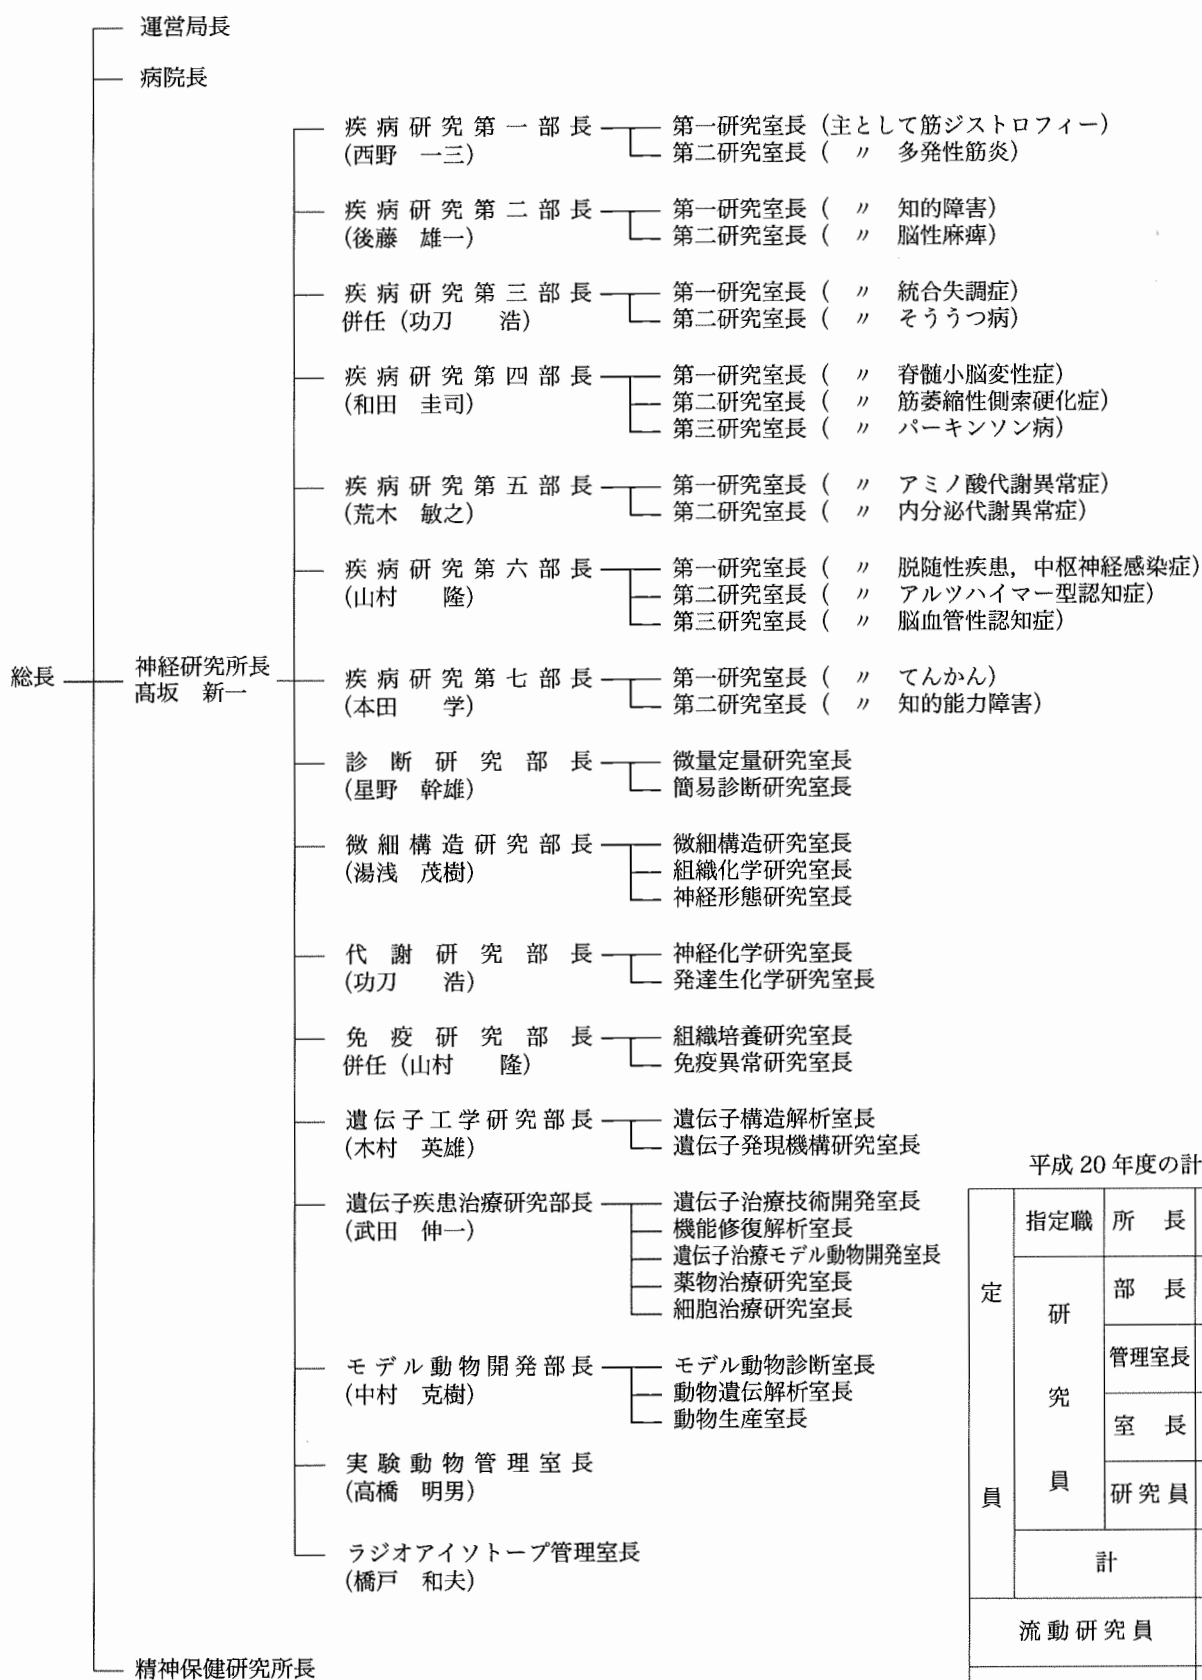 運営局長
病院長
疾病研究第一部長 第一研究室長 (主として筋ジストロフィー)
(西野 一三) 第二研究室長 ( 〃 多発性筋炎)
疾病研究第二部長 第一研究室長 ( 〃 知的障害)
(後藤 雄一) 第二研究室長 ( 〃 脳性麻痺)
疾病研究第三部長 第一研究室長 ( 〃 統合失調症)
併任 (功刀 浩) 第二研究室長 ( 〃 そううつ病)
疾病研究第四部長 第一研究室長 ( 〃 脊髄小脳変性症)
(和田 圭司) 第二研究室長 ( 〃 筋萎縮性側索硬化症)
第三研究室長 ( 〃 パーキンソン病)
疾病研究第五部長 第一研究室長 ( 〃 アミノ酸代謝異常症)
(荒木 敏之) 第二研究室長 ( 〃 内分泌代謝異常症)
疾病研究第六部長 第一研究室長 ( 〃 脱随性疾患, 中枢神経感染症)
(山村 隆) 第二研究室長 ( 〃 アルツハイマー型認知症)
第三研究室長 ( 〃 脳血管性認知症)
総長 神経研究所長
髙坂 新一
疾病研究第七部長 第一研究室長 ( 〃 てんかん)
(本田 学) 第二研究室長 ( 〃 知的能力障害)
診断研究部長 微量定量研究室長
(星野 幹雄) 簡易診断研究室長
微細構造研究部長 微細構造研究室長
(湯浅 茂樹) 組織化学研究室長
神経形態研究室長
代謝研究部長 神経化学研究室長
(功刀 浩) 発達生化学研究室長
免疫研究部長 組織培養研究室長
併任 (山村 隆) 免疫異常研究室長
遺伝子工学研究部長 遺伝子構造解析室長
(木村 英雄) 遺伝子発現機構研究室長
遺伝子疾患治療研究部長 遺伝子治療技術開発室長
(武田 伸一) 機能修復解析室長
遺伝子治療モデル動物開発室長
薬物治療研究室長
細胞治療研究室長
モデル動物開発部長 モデル動物診断室長
(中村 克樹) 動物遺伝解析室長
動物生産室長
実験動物管理室長
(高橋 明男)
ラジオアイソトープ管理室長
(橋戸 和夫)
精神保健研究所長
平成 20 年度の計
定員
指定職 所長
研究員 部長
管理室長
室長
研究員
計
流動研究員